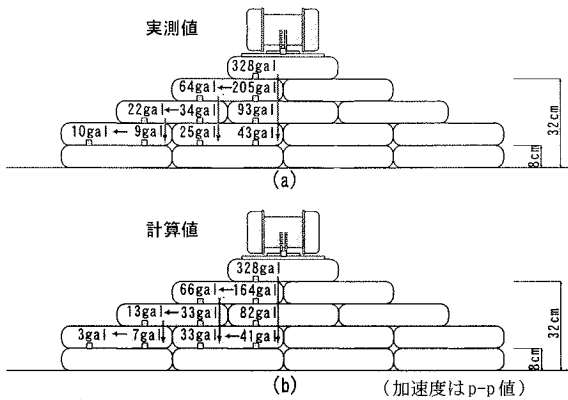 実測値
328gal
64gal←205gal
22gal←34gal 93gal
10gal←9gal 25gal 43gal
32cm
8cm
(a)
計算値
328gal
66gal←164gal
13gal←33gal 82gal
3gal←7gal 33gal←41gal
32cm
8cm
(b)
(加速度はp-p値)